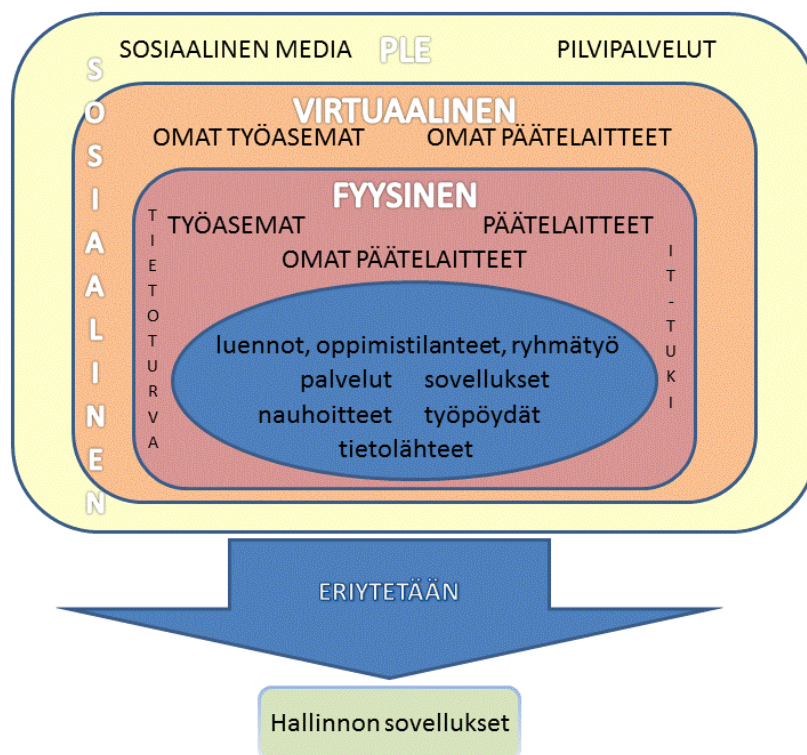 SOSIAALINEN MEDIA PLE PILVIPALVELUT
SOSIAALINEN
VIRTUAALINEN
OMAT TYÖASEMAT OMAT PÄÄTELAITTEET
FYYSINEN
TIETOTURVA
TYÖASEMAT PÄÄTELAITTEET
OMAT PÄÄTELAITTEET
IT-TUKI
luennot, oppimistilanteet, ryhmätyö
palvelut sovellukset
nauhoitteet työpöydät
tietolähteet
ERIYTETÄÄN
Hallinnon sovellukset